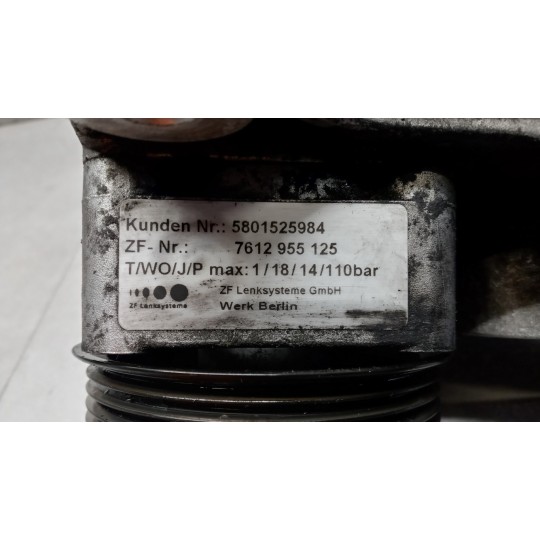 Kunden Nr.: 5801525984
ZF- Nr.: 7612 955 125
T/WO/J/P max: 1/18/14/110bar
ZF Lenksysteme GmbH
ZF Lenksysteme Werk Berlin